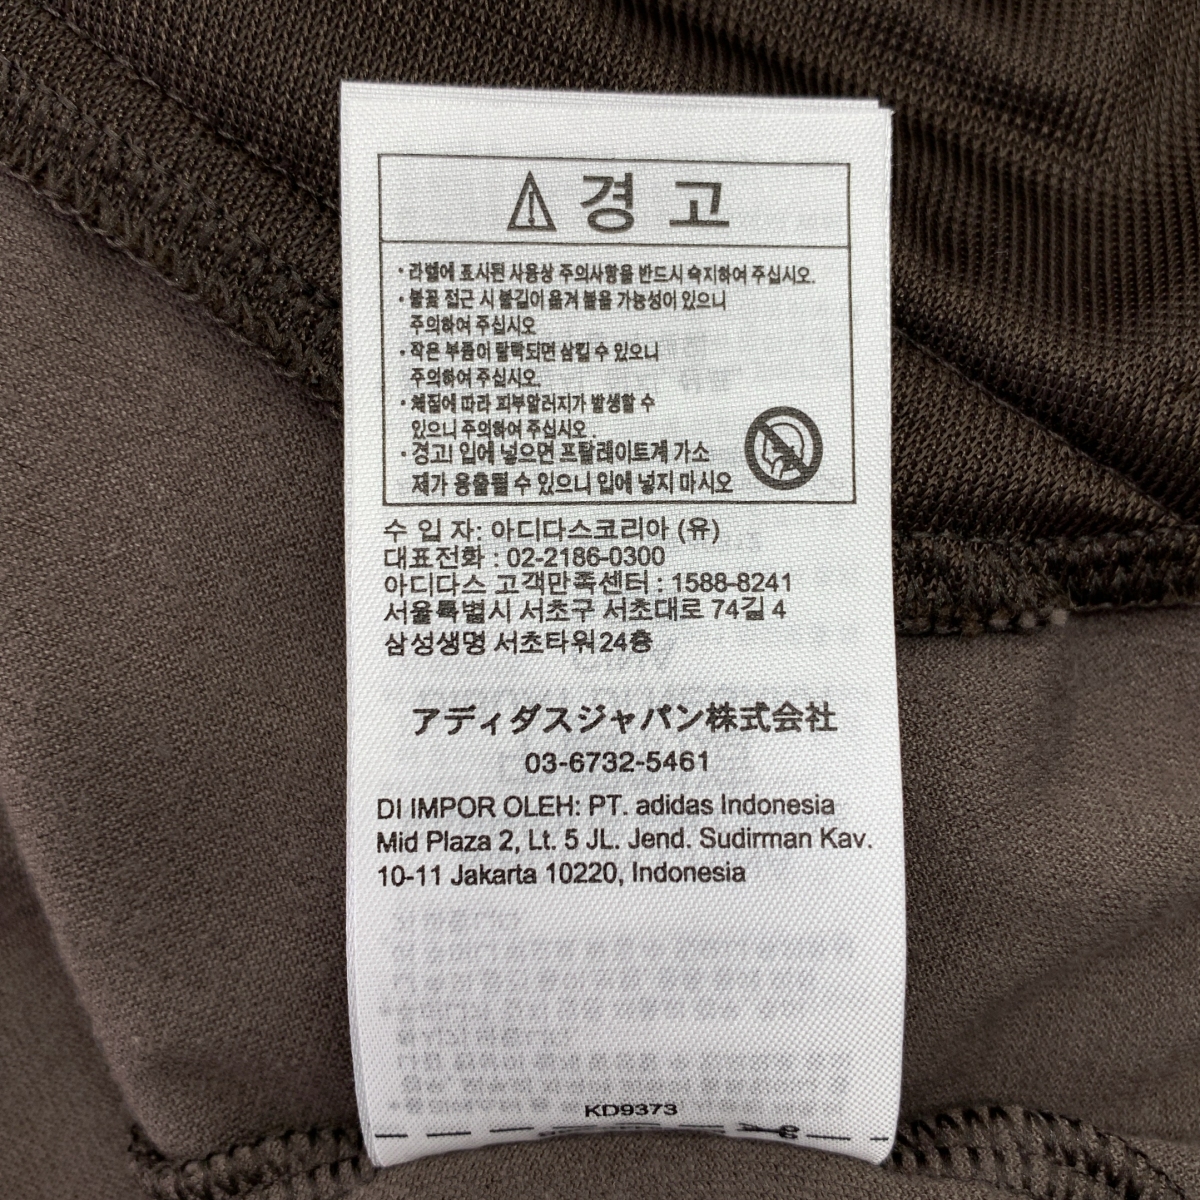 경 고
· 라벨에 표시된 사용상 주의사항을 반드시 숙지하여 주십시오.
· 불꽃 접근 시 불길이 옮겨 붙을 가능성이 있으니
주의하여 주십시오
· 작은 부품이 탈락되면 삼킬 수 있으니
주의하여 주십시오.
· 체질에 따라 피부알러지가 발생할 수
있으니 주의하여 주십시오.
· 경고! 입에 넣으면 프탈레이트계 가소
제가 용출될 수 있으니 입에 넣지 마시오
수 입 자: 아디다스코리아 (유)
대표전화 : 02-2186-0300
아디다스 고객만족센터 : 1588-8241
서울특별시 서초구 서초대로 74길 4
삼성생명 서초타워24층
アディダスジャパン株式会社
03-6732-5461
DI IMPOR OLEH: PT. adidas Indonesia
Mid Plaza 2, Lt. 5 JL. Jend. Sudirman Kav.
10-11 Jakarta 10220, Indonesia
KD9373